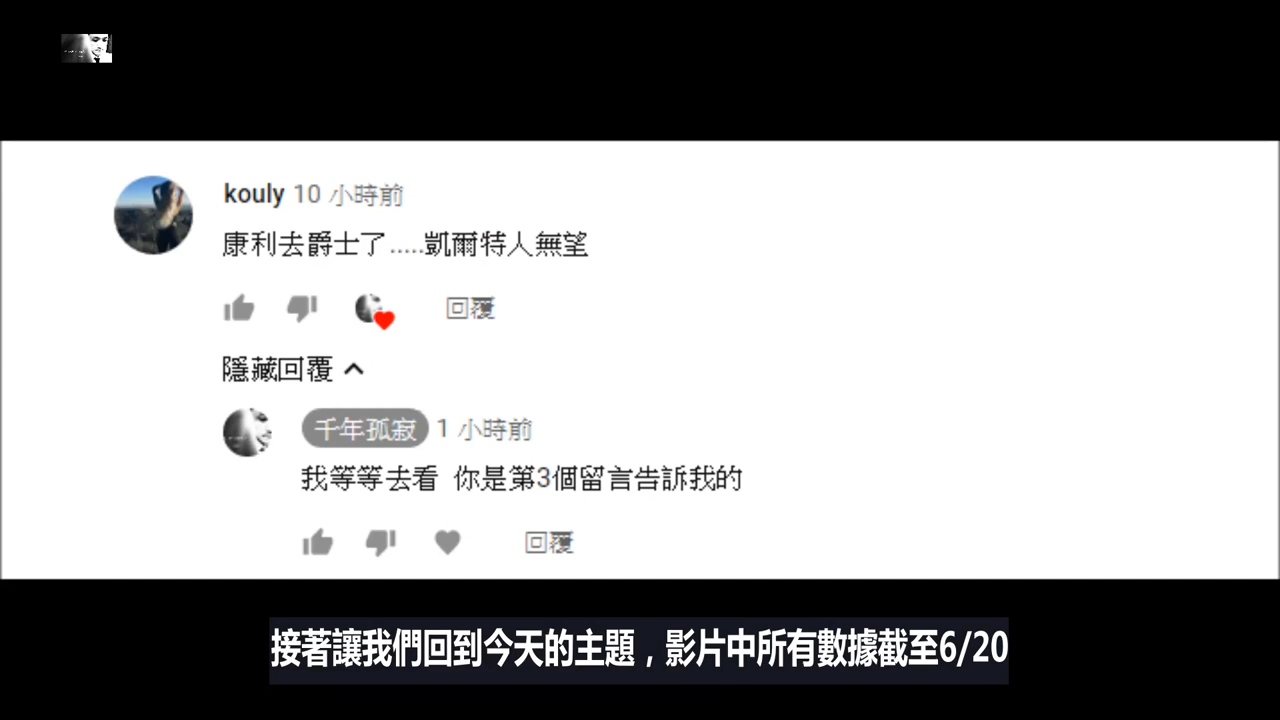 kouly 10 小時前
康利去爵士了.....凱爾特人無望
回覆
隱藏回覆
千年孤寂 1 小時前
我等等去看 你是第3個留言告訴我的
回覆
接著讓我們回到今天的主題，影片中所有數據截至6/20